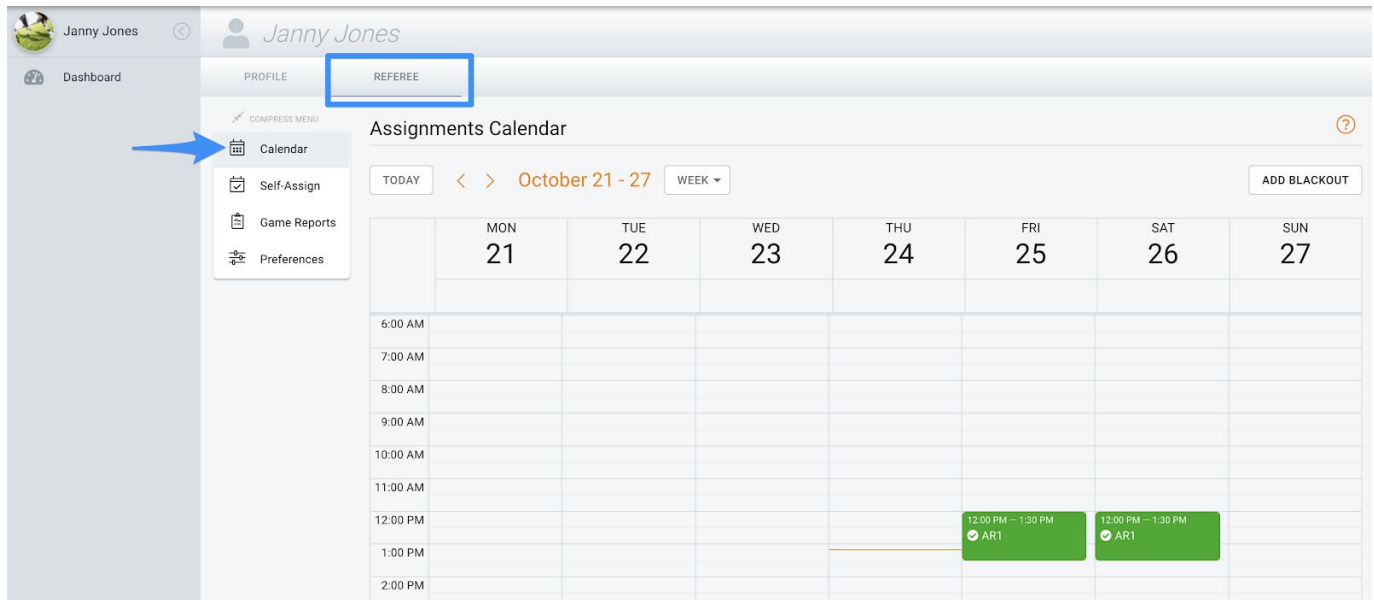 Janny Jones
Janny Jones
Dashboard
PROFILE
REFEREE
COMPRESS MENU
Calendar
Self-Assign
Game Reports
Preferences
Assignments Calendar
?
TODAY < > October 21 - 27 WEEK
ADD BLACKOUT
MON TUE WED THU FRI SAT SUN
21 22 23 24 25 26 27
6:00 AM
7:00 AM
8:00 AM
9:00 AM
10:00 AM
11:00 AM
12:00 PM
12:00 PM — 1:30 PM 12:00 PM — 1:30 PM
AR1 AR1
1:00 PM
2:00 PM